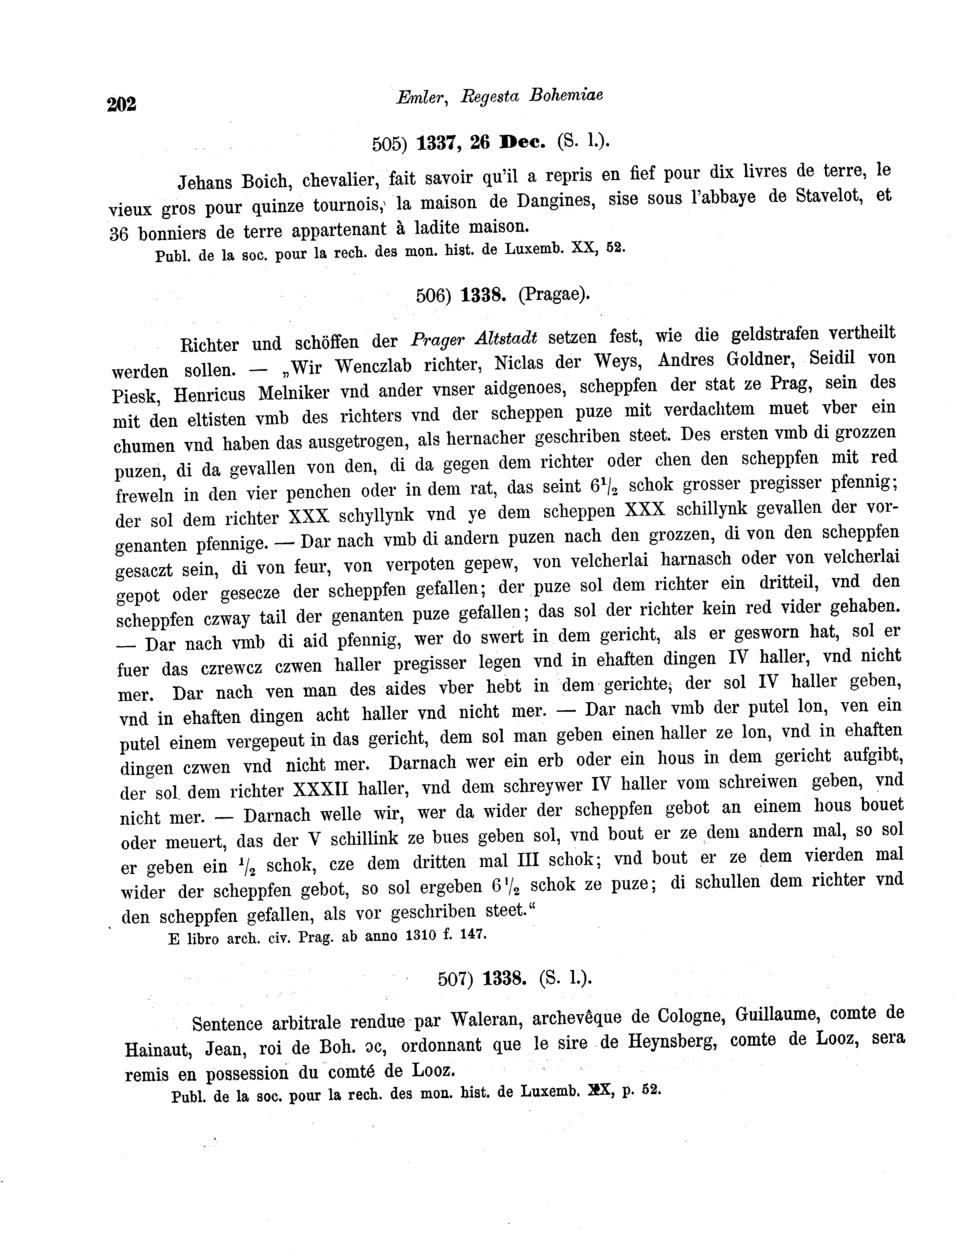 202
Emler, Regesta Bohemiae
505) 1337, 26 Dec. (S. l.).
Jehans Boich, chevalier, fait savoir qu'il a repris en fief pour dix livres de terre, le
vieux gros pour quinze tournois, la maison de Dangines, sise sous l'abbaye de Stavelot, et
36 bonniers de terre appartenant à ladite maison.
Publ. de la soc. pour la rech. des mon. hist. de Luxemb. XX, 52.
506) 1338. (Pragae).
Richter und schöffen der Prager Altstadt setzen fest, wie die geldstrafen vertheilt
werden sollen. — „Wir Wenczlab richter, Niclas der Weys, Andres Goldner, Seidil von
Piesk, Henricus Melniker vnd ander vnser aidgenoes, scheppfen der stat ze Prag, sein des
mit den eltisten vmb des richters vnd der scheppen puze mit verdachtem muet vber ein
chumen vnd haben das ausgetrogen, als hernacher geschriben steet. Des ersten vmb di grozzen
puzen, di da gevallen von den, di da gegen dem richter oder chen den scheppfen mit red
freweln in den vier penchen oder in dem rat, das seint 6 1/2 schok grosser pregisser pfennig;
der sol dem richter XXX schyllynk vnd ye dem scheppen XXX schillynk gevallen der vor-
genanten pfennige. — Dar nach vmb di andern puzen nach den grozzen, di von den scheppfen
gesaczt sein, di von feur, von verpoten gepew, von velcherlai harnasch oder von velcherlai
gepot oder gesecze der scheppfen gefallen; der puze sol dem richter ein dritteil, vnd den
scheppfen czway tail der genanten puze gefallen; das sol der richter kein red vider gehaben.
— Dar nach vmb di aid pfennig, wer do swert in dem gericht, als er gesworn hat, sol er
fuer das czrewcz czwen haller pregisser legen vnd in ehaften dingen IV haller, vnd nicht
mer. Dar nach ven man des aides vber hebt in dem gerichte, der sol IV haller geben,
vnd in ehaften dingen acht haller vnd nicht mer. — Dar nach vmb der putel lon, ven ein
putel einem vergepeut in das gericht, dem sol man geben einen haller ze lon, vnd in ehaften
dingen czwen vnd nicht mer. Darnach wer ein erb oder ein hous in dem gericht aufgibt,
der sol dem richter XXXII haller, vnd dem schreywer IV haller vom schreiwen geben, vnd
nicht mer. — Darnach welle wir, wer da wider der scheppfen gebot an einem hous bouet
oder meuert, das der V schillink ze bues geben sol, vnd bout er ze dem andern mal, so sol
er geben ein 1/2 schok, cze dem dritten mal III schok; vnd bout er ze dem vierden mal
wider der scheppfen gebot, so sol ergeben 6 1/2 schok ze puze; di schullen dem richter vnd
den scheppfen gefallen, als vor geschriben steet.“
E libro arch. civ. Prag. ab anno 1310 f. 147.
507) 1338. (S. l.).
Sentence arbitrale rendue par Waleran, archevêque de Cologne, Guillaume, comte de
Hainaut, Jean, roi de Boh. ɔc, ordonnant que le sire de Heynsberg, comte de Looz, sera
remis en possession du comté de Looz.
Publ. de la soc. pour la rech. des mon. hist. de Luxemb. XX, p. 52.